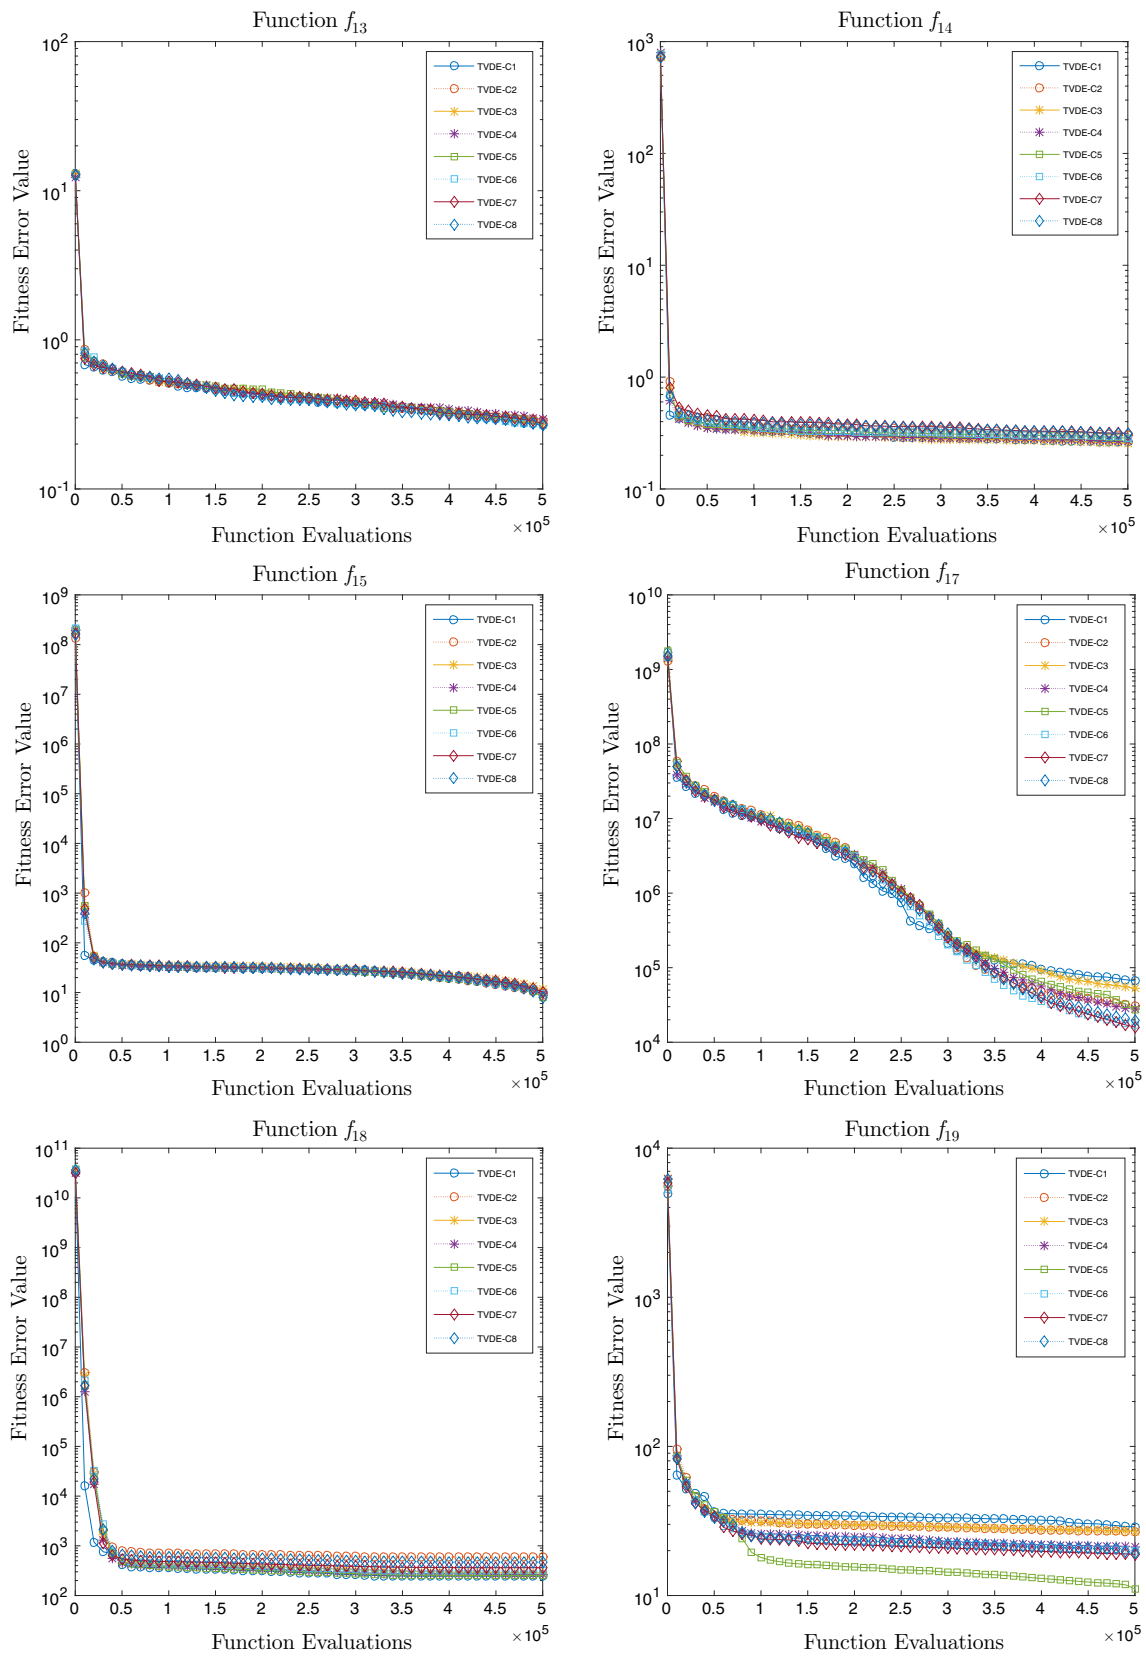 Function f13
Fitness Error Value
10^2
10^1
10^0
10^-1
TVDE-C1
TVDE-C2
TVDE-C3
TVDE-C4
TVDE-C5
TVDE-C6
TVDE-C7
TVDE-C8
0 0.5 1 1.5 2 2.5 3 3.5 4 4.5 5
×10^5
Function Evaluations
Function f14
Fitness Error Value
10^3
10^2
10^1
10^0
10^-1
TVDE-C1
TVDE-C2
TVDE-C3
TVDE-C4
TVDE-C5
TVDE-C6
TVDE-C7
TVDE-C8
0 0.5 1 1.5 2 2.5 3 3.5 4 4.5 5
×10^5
Function Evaluations
Function f15
Fitness Error Value
10^9
10^8
10^7
10^6
10^5
10^4
10^3
10^2
10^1
10^0
TVDE-C1
TVDE-C2
TVDE-C3
TVDE-C4
TVDE-C5
TVDE-C6
TVDE-C7
TVDE-C8
0 0.5 1 1.5 2 2.5 3 3.5 4 4.5 5
×10^5
Function Evaluations
Function f17
Fitness Error Value
10^10
10^9
10^8
10^7
10^6
10^5
10^4
TVDE-C1
TVDE-C2
TVDE-C3
TVDE-C4
TVDE-C5
TVDE-C6
TVDE-C7
TVDE-C8
0 0.5 1 1.5 2 2.5 3 3.5 4 4.5 5
×10^5
Function Evaluations
Function f18
Fitness Error Value
10^11
10^10
10^9
10^8
10^7
10^6
10^5
10^4
10^3
10^2
TVDE-C1
TVDE-C2
TVDE-C3
TVDE-C4
TVDE-C5
TVDE-C6
TVDE-C7
TVDE-C8
0 0.5 1 1.5 2 2.5 3 3.5 4 4.5 5
×10^5
Function Evaluations
Function f19
Fitness Error Value
10^4
10^3
10^2
10^1
TVDE-C1
TVDE-C2
TVDE-C3
TVDE-C4
TVDE-C5
TVDE-C6
TVDE-C7
TVDE-C8
0 0.5 1 1.5 2 2.5 3 3.5 4 4.5 5
×10^5
Function Evaluations